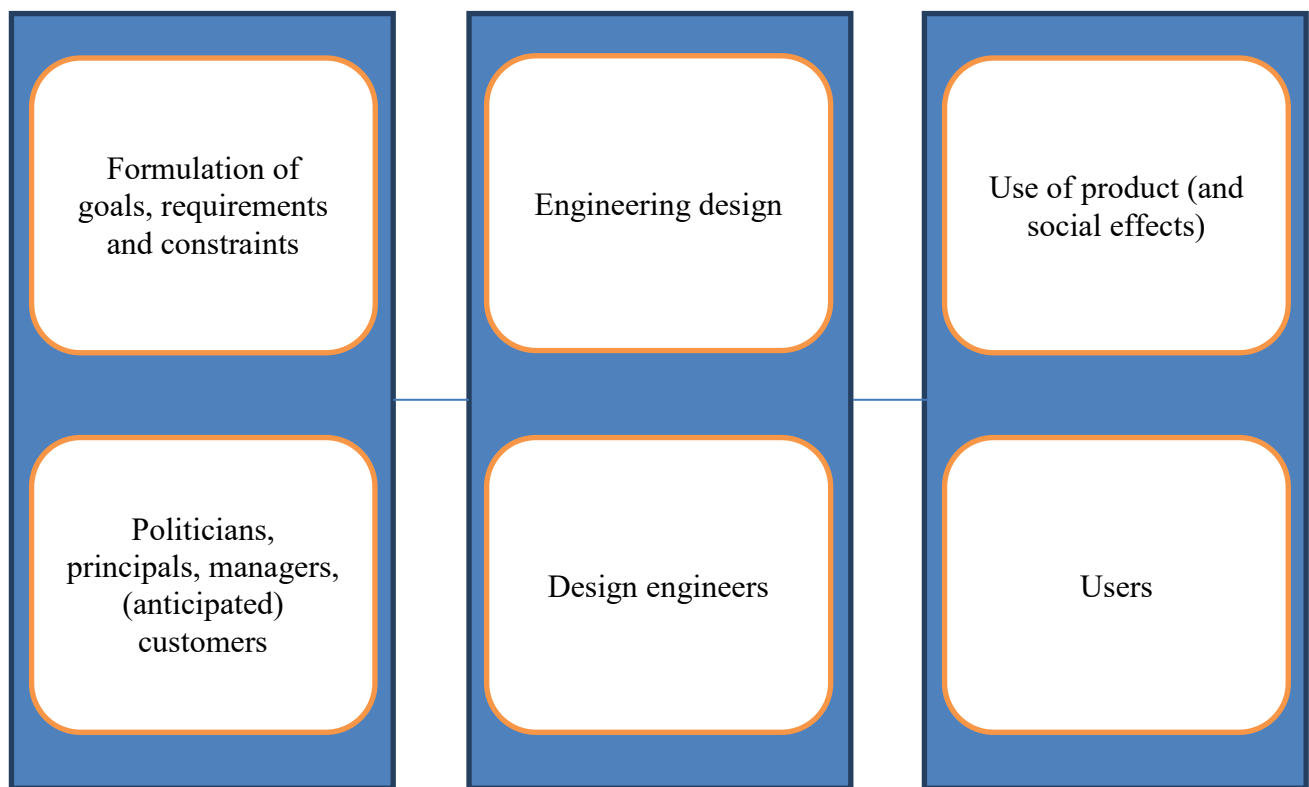 Formulation of
goals, requirements
and constraints
Politicians,
principals, managers,
(anticipated)
customers
Engineering design
Design engineers
Use of product (and
social effects)
Users